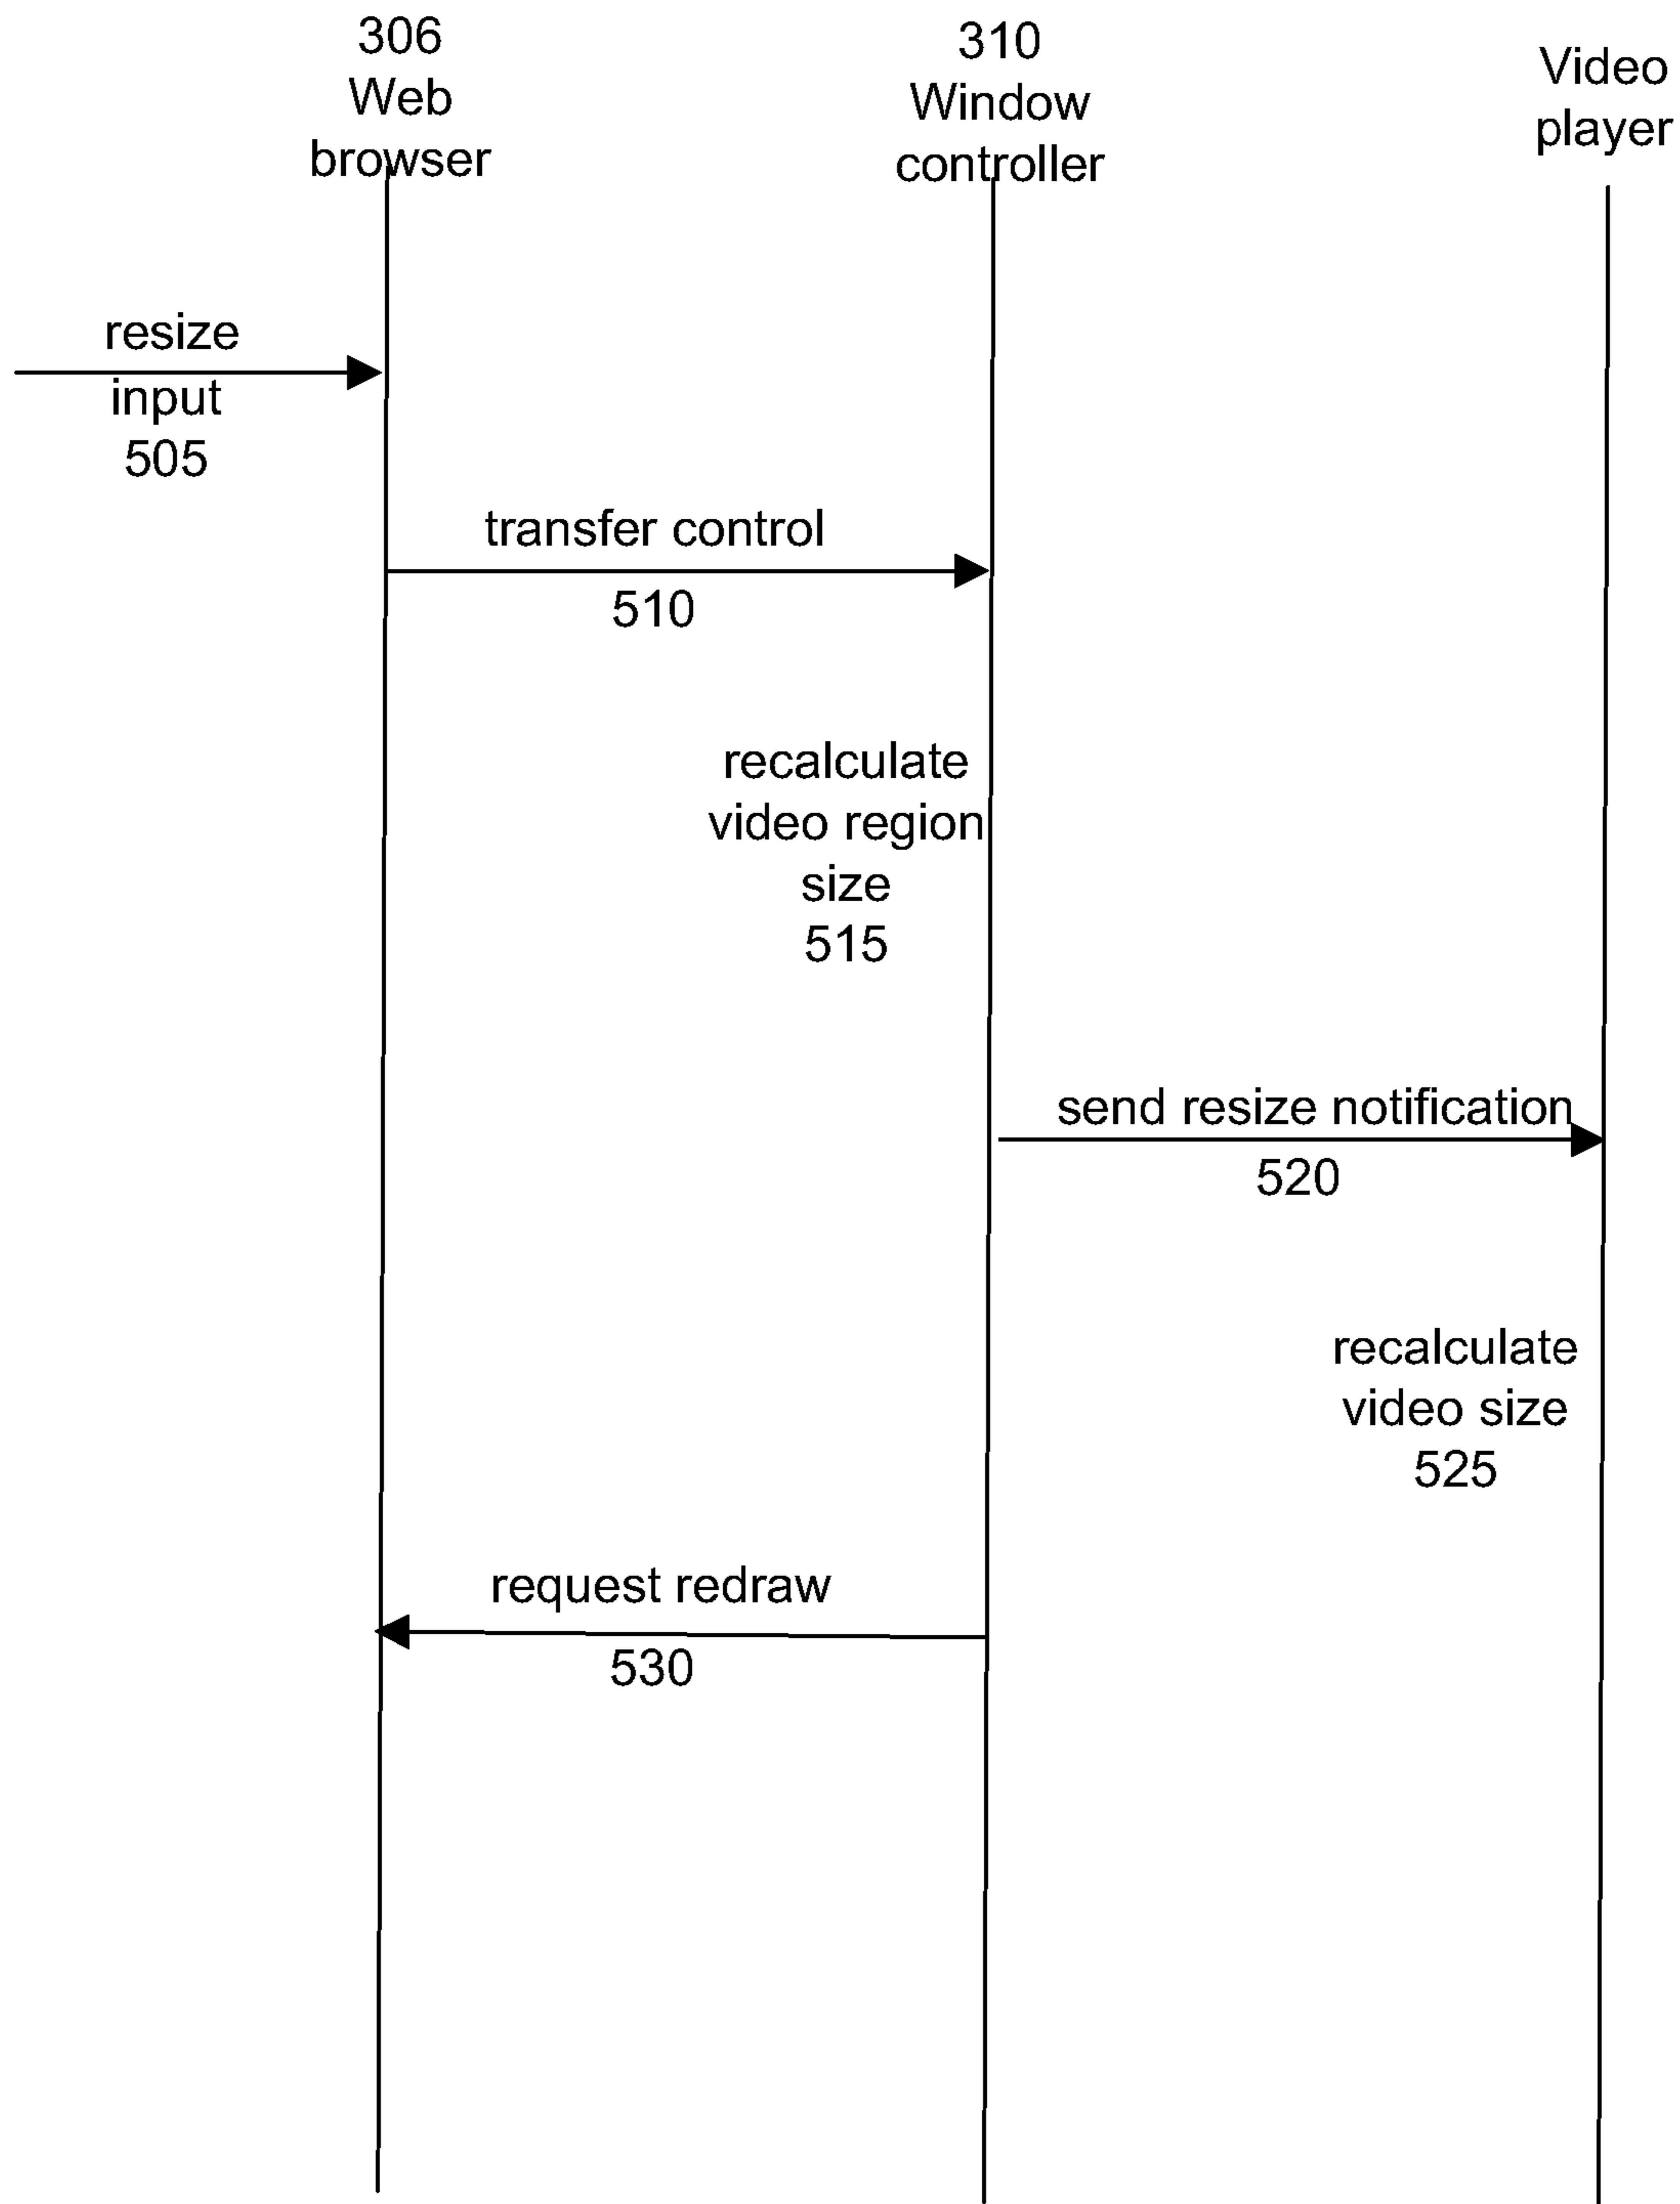 306
Web
browser
310
Window
controller
Video
player
resize
input
505
transfer control
510
recalculate
video region
size
515
send resize notification
520
recalculate
video size
525
request redraw
530